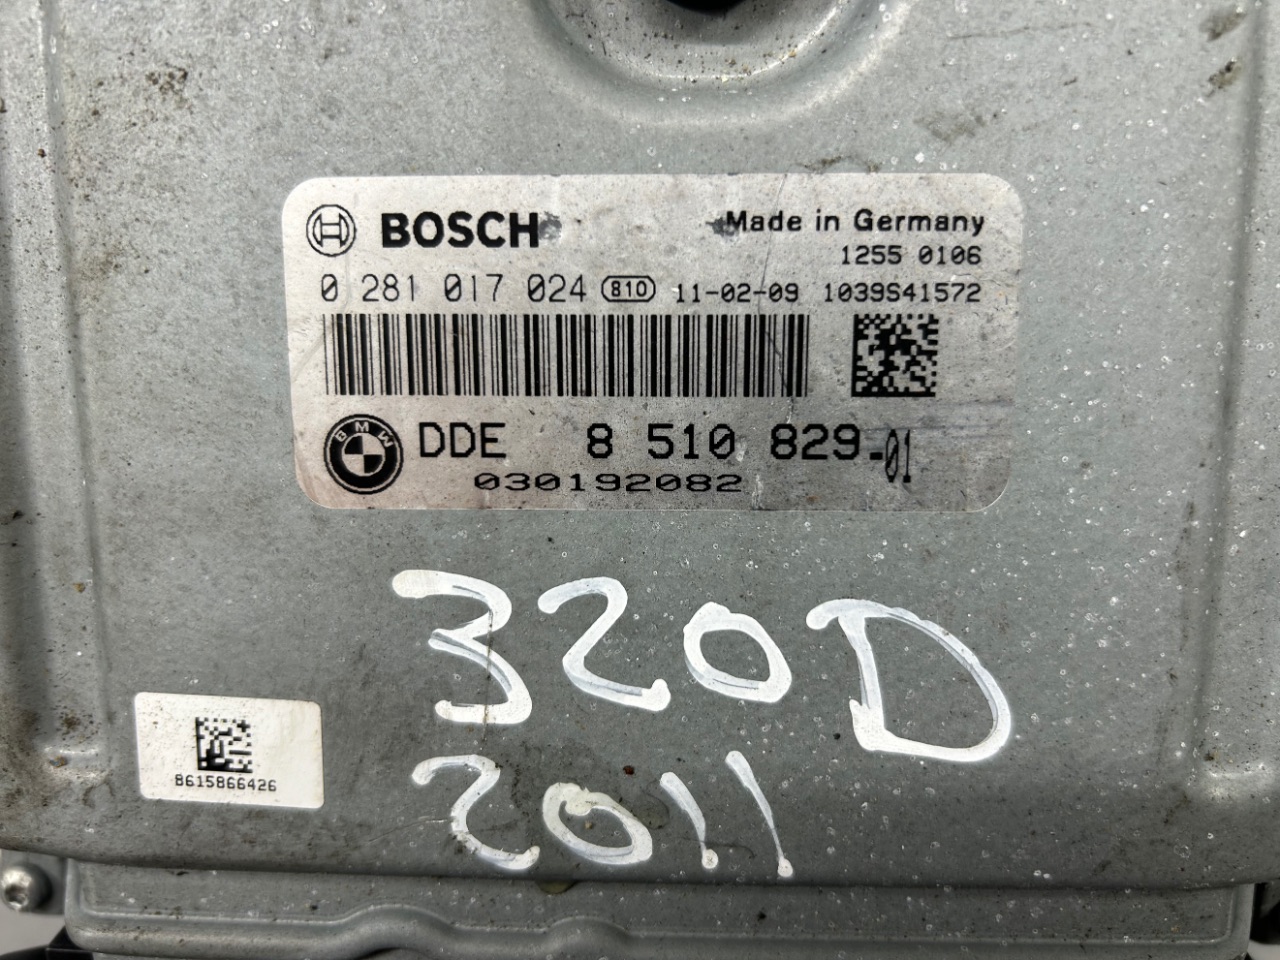 BOSCH Made in Germany
1255 0106
0 281 017 024 810 11-02-09 1039S41572
BMW DDE 8 510 829-01
030192082
320D
2011
8615866426